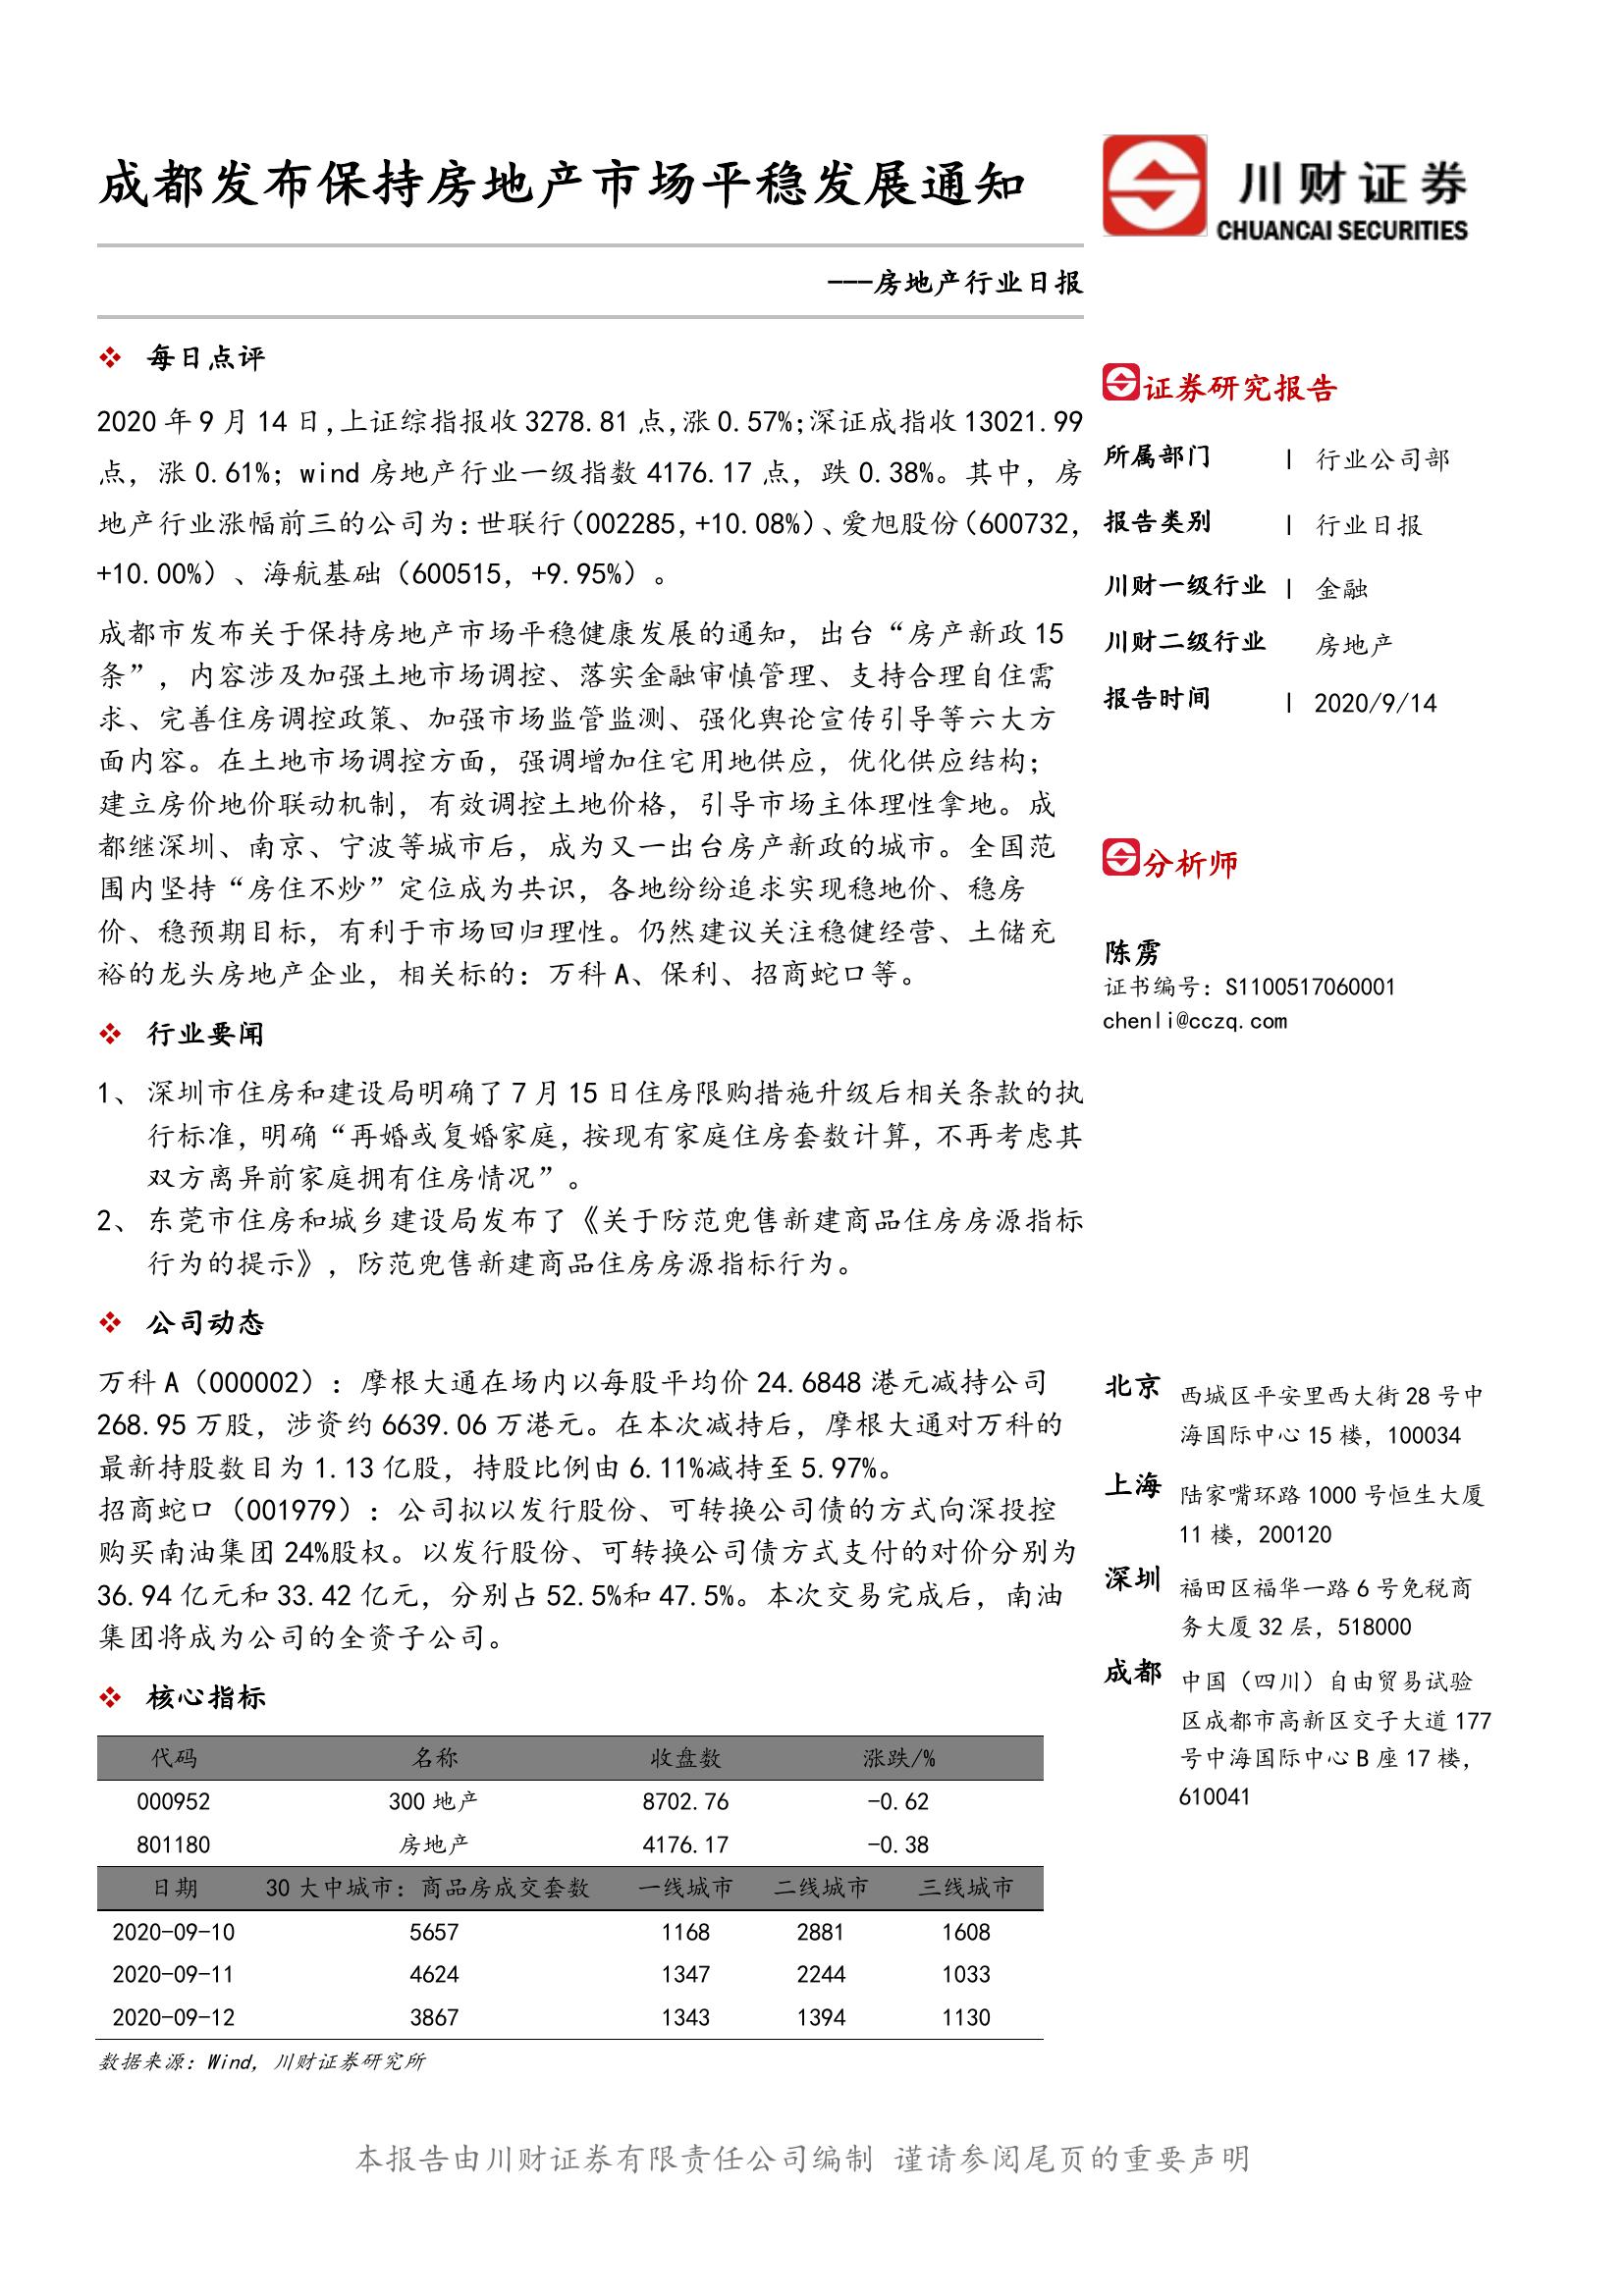 成都发布保持房地产市场平稳发展通知
川财证券
CHUANCAI SECURITIES
---房地产行业日报
❖ 每日点评
2020 年 9 月 14 日,上证综指报收 3278.81 点,涨 0.57%;深证成指收 13021.99
点, 涨 0.61%; wind 房地产行业一级指数 4176.17 点, 跌 0.38%。其中, 房
地产行业涨幅前三的公司为:世联行(002285,+10.08%)、爱旭股份(600732,
+10.00%)、海航基础(600515, +9.95%)。
成都市发布关于保持房地产市场平稳健康发展的通知, 出台“房产新政 15
条”, 内容涉及加强土地市场调控、落实金融审慎管理、支持合理自住需
求、完善住房调控政策、加强市场监管监测、强化舆论宣传引导等六大方
面内容。在土地市场调控方面, 强调增加住宅用地供应, 优化供应结构;
建立房价地价联动机制, 有效调控土地价格, 引导市场主体理性拿地。成
都继深圳、南京、宁波等城市后, 成为又一出台房产新政的城市。全国范
围内坚持“房住不炒”定位成为共识, 各地纷纷追求实现稳地价、稳房
价、稳预期目标, 有利于市场回归理性。仍然建议关注稳健经营、土储充
裕的龙头房地产企业, 相关标的: 万科 A、保利、招商蛇口等。
❖ 行业要闻
1、 深圳市住房和建设局明确了 7 月 15 日住房限购措施升级后相关条款的执
行标准, 明确“再婚或复婚家庭, 按现有家庭住房套数计算, 不再考虑其
双方离异前家庭拥有住房情况”。
2、 东莞市住房和城乡建设局发布了《关于防范兜售新建商品住房房源指标
行为的提示》, 防范兜售新建商品住房房源指标行为。
❖ 公司动态
万科 A(000002): 摩根大通在场内以每股平均价 24.6848 港元减持公司
268.95 万股, 涉资约 6639.06 万港元。在本次减持后, 摩根大通对万科的
最新持股数目为 1.13 亿股, 持股比例由 6.11%减持至 5.97%。
招商蛇口(001979): 公司拟以发行股份、可转换公司债的方式向深投控
购买南油集团 24%股权。以发行股份、可转换公司债方式支付的对价分别为
36.94 亿元和 33.42 亿元, 分别占 52.5%和 47.5%。本次交易完成后, 南油
集团将成为公司的全资子公司。
❖ 核心指标
代码 名称 收盘数 涨跌/%
000952 300 地产 8702.76 -0.62
801180 房地产 4176.17 -0.38
日期 30 大中城市: 商品房成交套数 一线城市 二线城市 三线城市
2020-09-10 5657 1168 2881 1608
2020-09-11 4624 1347 2244 1033
2020-09-12 3867 1343 1394 1130
数据来源: Wind, 川财证券研究所
证券研究报告
所属部门 | 行业公司部
报告类别 | 行业日报
川财一级行业 | 金融
川财二级行业 房地产
报告时间 | 2020/9/14
分析师
陈雳
证书编号: S1100517060001
chenli@cczq.com
北京 西城区平安里西大街 28 号中
海国际中心 15 楼, 100034
上海 陆家嘴环路 1000 号恒生大厦
11 楼, 200120
深圳 福田区福华一路 6 号免税商
务大厦 32 层, 518000
成都 中国(四川)自由贸易试验
区成都市高新区交子大道 177
号中海国际中心 B 座 17 楼,
610041
本报告由川财证券有限责任公司编制 谨请参阅尾页的重要声明